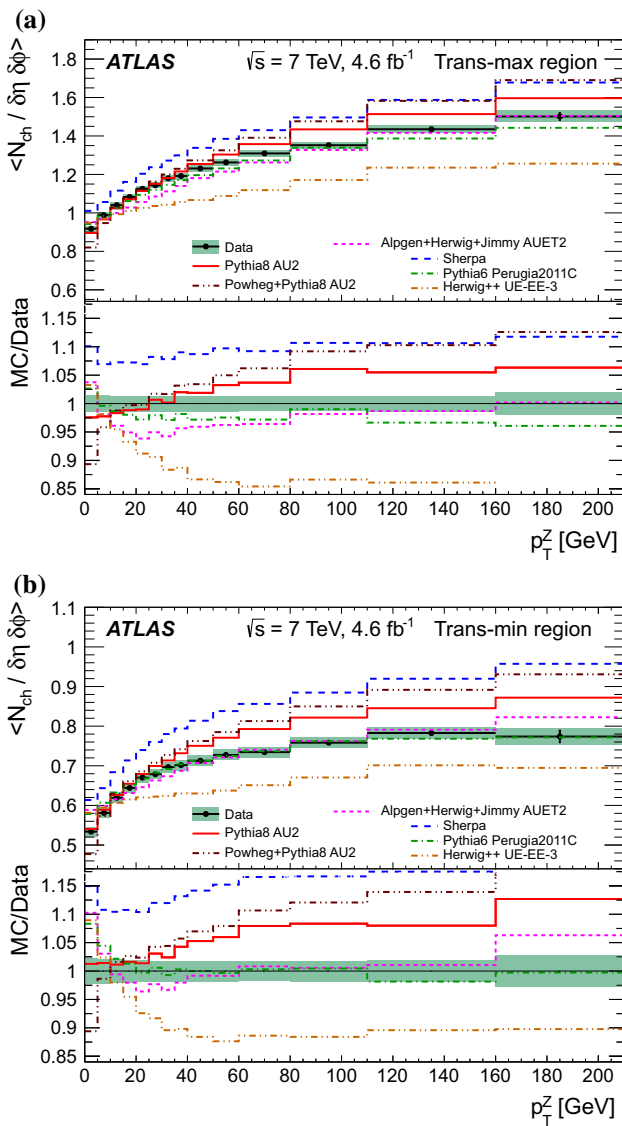 (a)
<N_ch / δη δφ>
1.8
1.6
1.4
1.2
1
0.8
0.6
ATLAS √s = 7 TeV, 4.6 fb⁻¹ Trans-max region
Data
Pythia8 AU2
Powheg+Pythia8 AU2
Alpgen+Herwig+Jimmy AUET2
Sherpa
Pythia6 Perugia2011C
Herwig++ UE-EE-3
MC/Data
1.15
1.1
1.05
1
0.95
0.9
0.85
0 20 40 60 80 100 120 140 160 180 200
p_T^Z [GeV]
(b)
<N_ch / δη δφ>
1.1
1
0.9
0.8
0.7
0.6
0.5
ATLAS √s = 7 TeV, 4.6 fb⁻¹ Trans-min region
Data
Pythia8 AU2
Powheg+Pythia8 AU2
Alpgen+Herwig+Jimmy AUET2
Sherpa
Pythia6 Perugia2011C
Herwig++ UE-EE-3
MC/Data
1.15
1.1
1.05
1
0.95
0.9
0.85
0 20 40 60 80 100 120 140 160 180 200
p_T^Z [GeV]